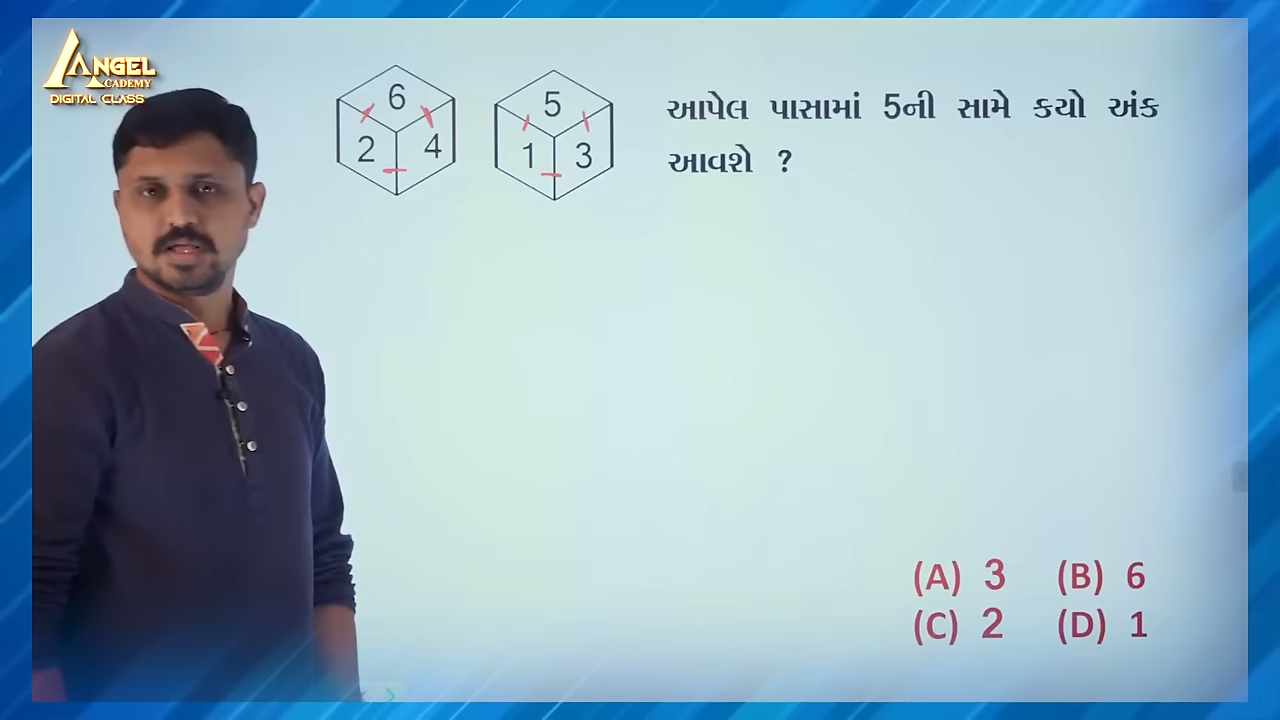 ANGEL
ACADEMY
DIGITAL CLASS
6
2
4
5
1
3
આપેલ પાસામાં 5ની સામે કયો અંક
આવશે ?
(A) 3 (B) 6
(C) 2 (D) 1